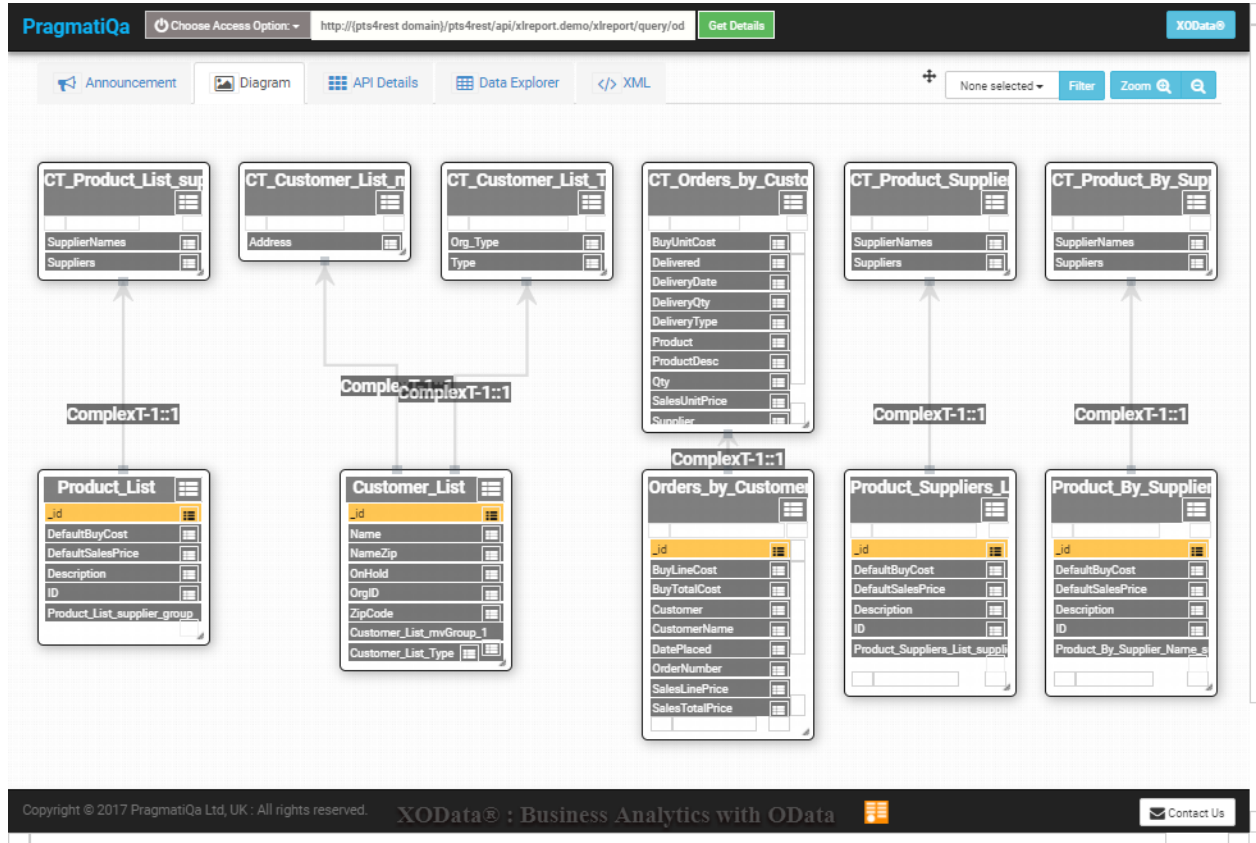 PragmatiQa
Choose Access Option:
http://{pts4rest domain}/pts4rest/api/xlreport.demo/xlreport/query/od
Get Details
XOData®
Announcement
Diagram
API Details
Data Explorer
</> XML
None selected
Filter
Zoom
CT_Product_List_sup
SupplierNames
Suppliers
CT_Customer_List_m
Address
CT_Customer_List_T
Org_Type
Type
CT_Orders_by_Custo
BuyUnitCost
Delivered
DeliveryDate
DeliveryQty
DeliveryType
Product
ProductDesc
Qty
SalesUnitPrice
Supplier
CT_Product_Supplier
SupplierNames
Suppliers
CT_Product_By_Supp
SupplierNames
Suppliers
ComplexT-1::1
ComplexT-1::1
ComplexT-1::1
ComplexT-1::1
ComplexT-1::1
ComplexT-1::1
Product_List
_id
DefaultBuyCost
DefaultSalesPrice
Description
ID
Product_List_supplier_group
Customer_List
_id
Name
NameZip
OnHold
OrgID
ZipCode
Customer_List_mvGroup_1
Customer_List_Type
Orders_by_Customer
_id
BuyLineCost
BuyTotalCost
Customer
CustomerName
DatePlaced
OrderNumber
SalesLinePrice
SalesTotalPrice
Product_Suppliers_L
_id
DefaultBuyCost
DefaultSalesPrice
Description
ID
Product_Suppliers_List_suppli
Product_By_Supplier
_id
DefaultBuyCost
DefaultSalesPrice
Description
ID
Product_By_Supplier_Name_s
Copyright © 2017 PragmatiQa Ltd, UK : All rights reserved.
XOData® : Business Analytics with OData
Contact Us